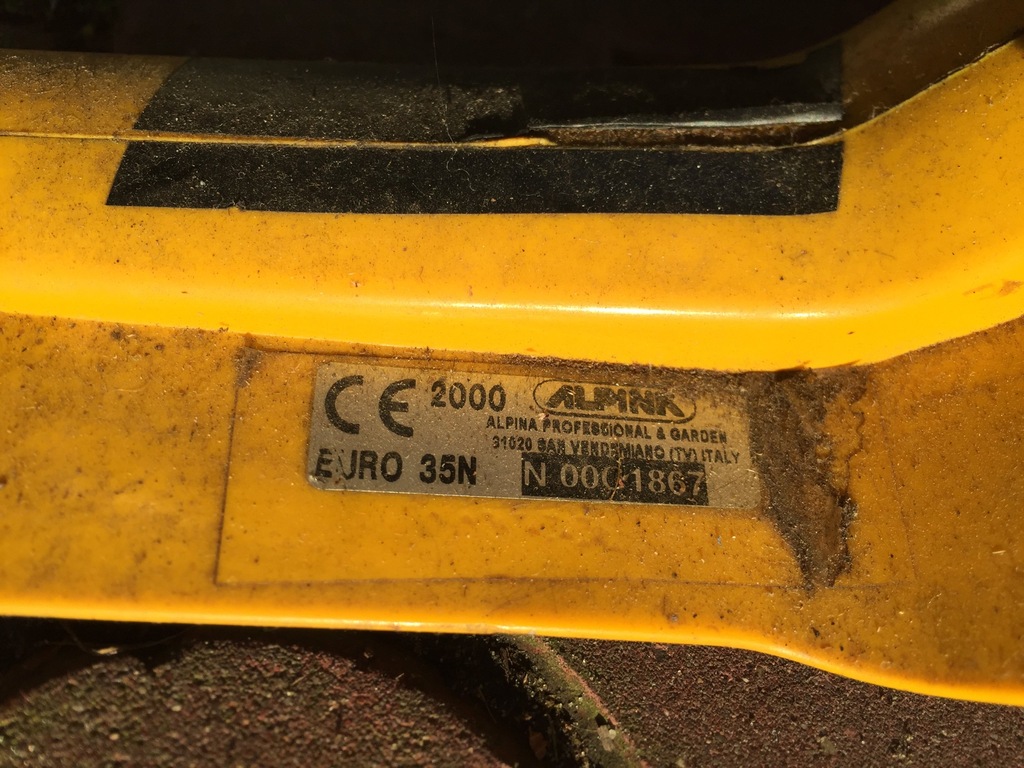 CE 2000 ALPINA
ALPINA PROFESSIONAL & GARDEN
31020 SAN VENDEMIANO (TV) ITALY
EURO 35N N 0001867